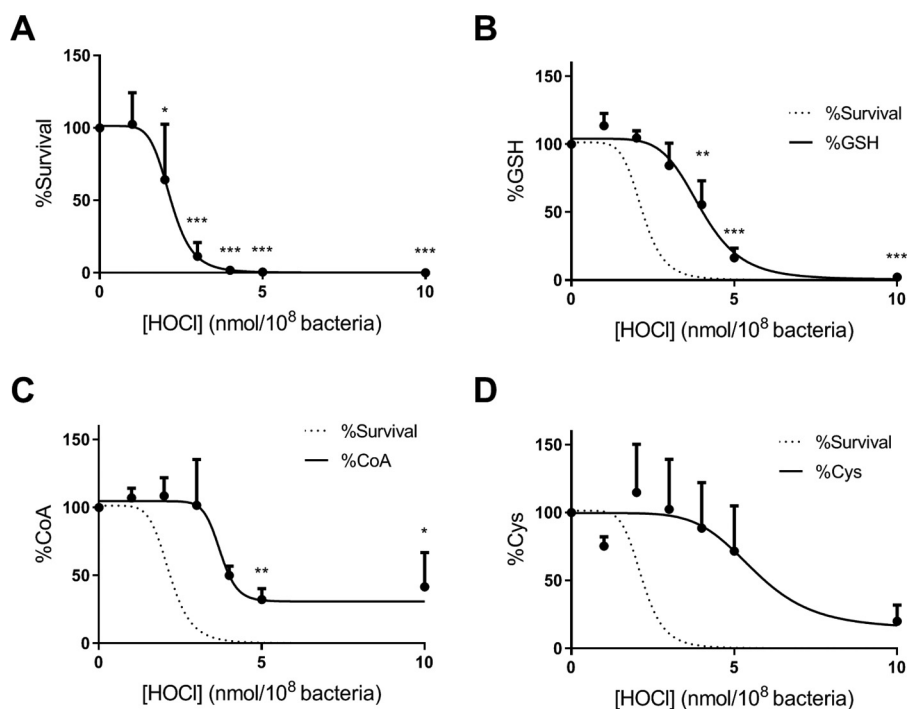 A
150
100
50
0
%Survival
*
***
***
***
***
0
5
10
[HOCl] (nmol/10⁸ bacteria)
B
150
100
50
0
%GSH
%Survival
%GSH
**
***
***
0
5
10
[HOCl] (nmol/10⁸ bacteria)
C
150
100
50
0
%CoA
%Survival
%CoA
**
*
0
5
10
[HOCl] (nmol/10⁸ bacteria)
D
150
100
50
0
%Cys
%Survival
%Cys
0
5
10
[HOCl] (nmol/10⁸ bacteria)